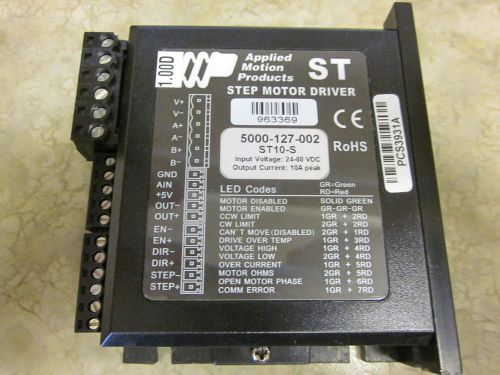 1.00D
Applied
Motion
Products
ST
STEP MOTOR DRIVER
963369
CE
5000-127-002
ST10-S
Input Voltage: 24-80 VDC
Output Current: 10A peak
RoHS
PCS3931A
V+
V-
A+
A-
B+
B-
GND
AIN
+5V
OUT-
OUT+
EN-
EN+
DIR-
DIR+
STEP-
STEP+
LED Codes GR=Green
RD=Red
MOTOR DISABLED SOLID GREEN
MOTOR ENABLED GR-GR-GR
CCW LIMIT 1GR + 2RD
CW LIMIT 2GR + 2RD
CAN'T MOVE(DISABLED) 2GR + 1RD
DRIVE OVER TEMP 1GR + 3RD
VOLTAGE HIGH 1GR + 4RD
VOLTAGE LOW 2GR + 4RD
OVER CURRENT 1GR + 5RD
MOTOR OHMS 2GR + 5RD
OPEN MOTOR PHASE 1GR + 6RD
COMM ERROR 1GR + 7RD